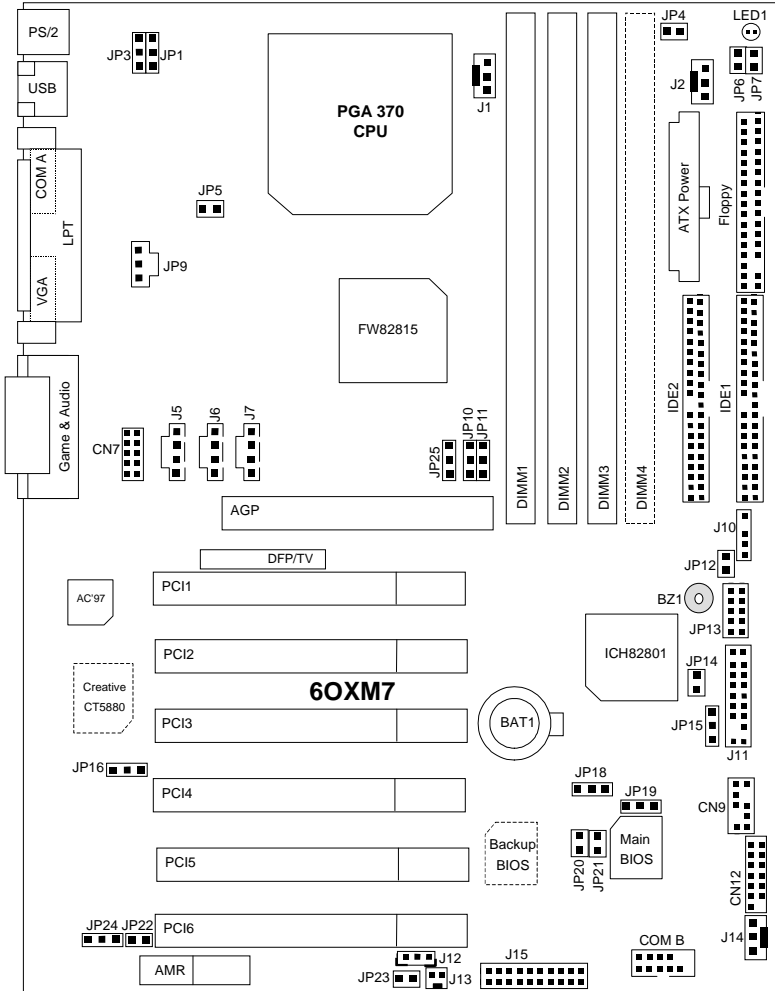 PS/2
JP3
JP1
JP4
LED1
USB
PGA 370
CPU
J1
J2
JP6
JP7
COM A
LPT
VGA
JP5
JP9
ATX Power
Floppy
FW82815
Game & Audio
CN7
J5
J6
J7
JP25
JP10
JP11
DIMM1
DIMM2
DIMM3
DIMM4
IDE2
IDE1
AGP
J10
DFP/TV
JP12
PCI1
AC'97
BZ1
JP13
PCI2
ICH82801
Creative
CT5880
6OXM7
JP14
PCI3
BAT1
JP15
J11
JP16
JP18
PCI4
JP19
CN9
Backup
BIOS
Main
BIOS
PCI5
JP20
JP21
CN12
JP24
JP22
PCI6
J12
J15
COM B
J14
AMR
JP23
J13